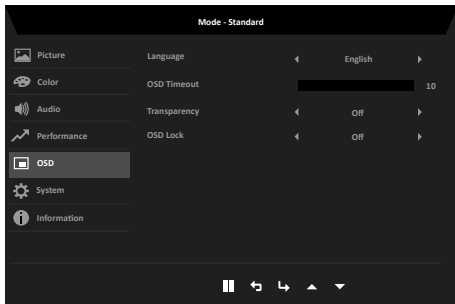 Mode - Standard
Picture
Color
Audio
Performance
OSD
System
Information
Language English
OSD Timeout 10
Transparency Off
OSD Lock Off